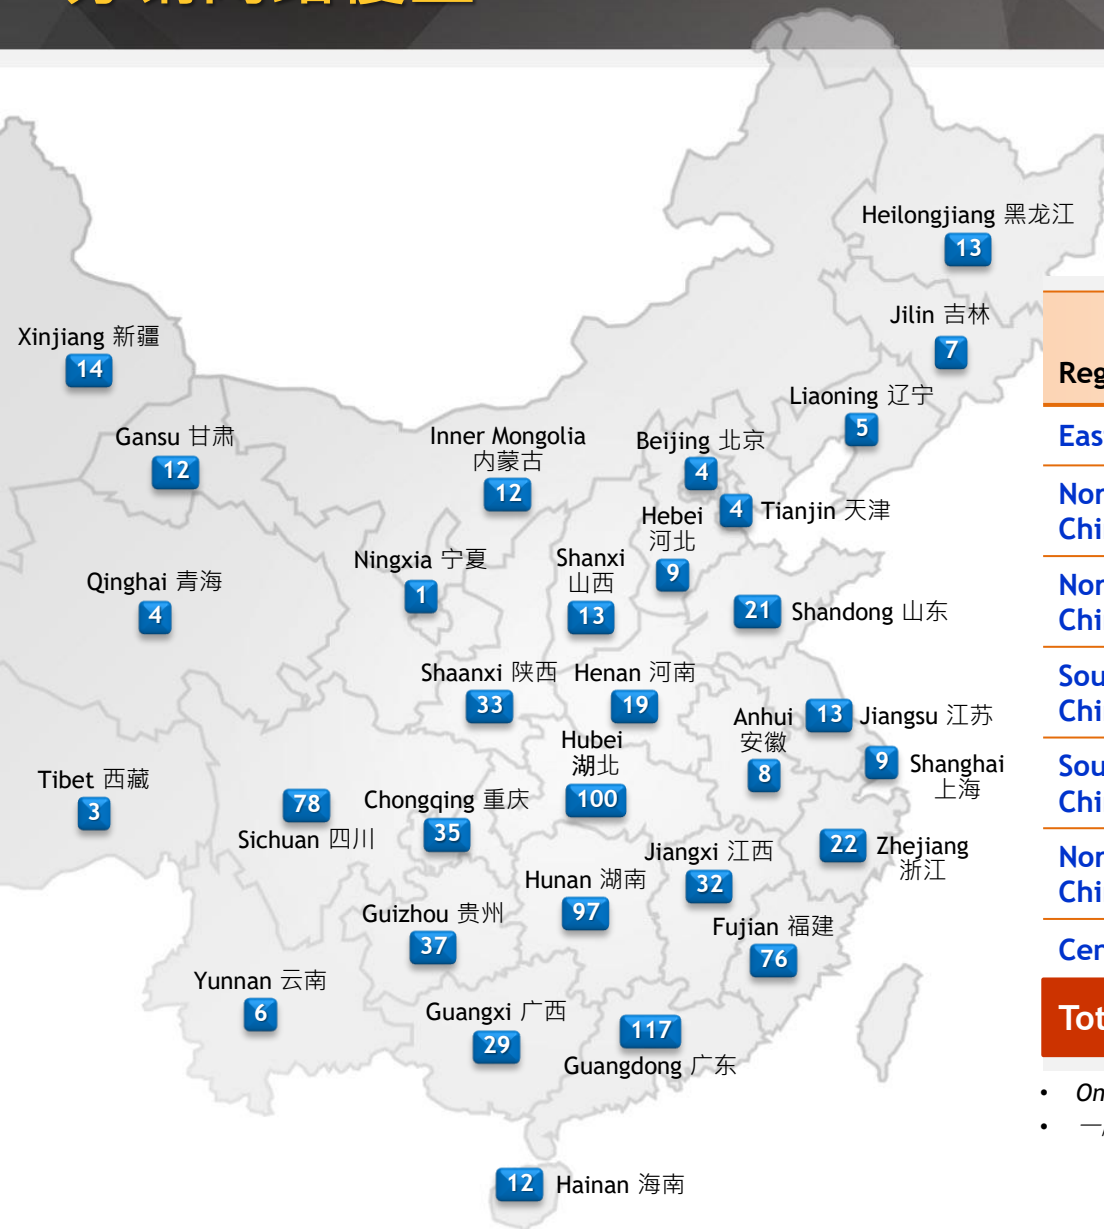 Heilongjiang 黑龙江
13
Jilin 吉林
7
Xinjiang 新疆
14
Liaoning 辽宁
5
Gansu 甘肃
12
Inner Mongolia
内蒙古
12
Beijing 北京
4
4 Tianjin 天津
Hebei
河北
9
Ningxia 宁夏
1
Shanxi
山西
13
Qinghai 青海
4
21 Shandong 山东
Shaanxi 陕西
33
Henan 河南
19
Anhui
安徽
8
13 Jiangsu 江苏
Hubei
湖北
100
9 Shanghai
上海
Tibet 西藏
3
78
Sichuan 四川
Chongqing 重庆
35
22 Zhejiang
浙江
Jiangxi 江西
32
Hunan 湖南
97
Guizhou 贵州
37
Fujian 福建
76
Yunnan 云南
6
Guangxi 广西
29
117
Guangdong 广东
12 Hainan 海南
Reg
Eas
Nor
Chi
Nor
Chi
Sou
Chi
Sou
Chi
Nor
Chi
Cen
Tot
• On
• 一